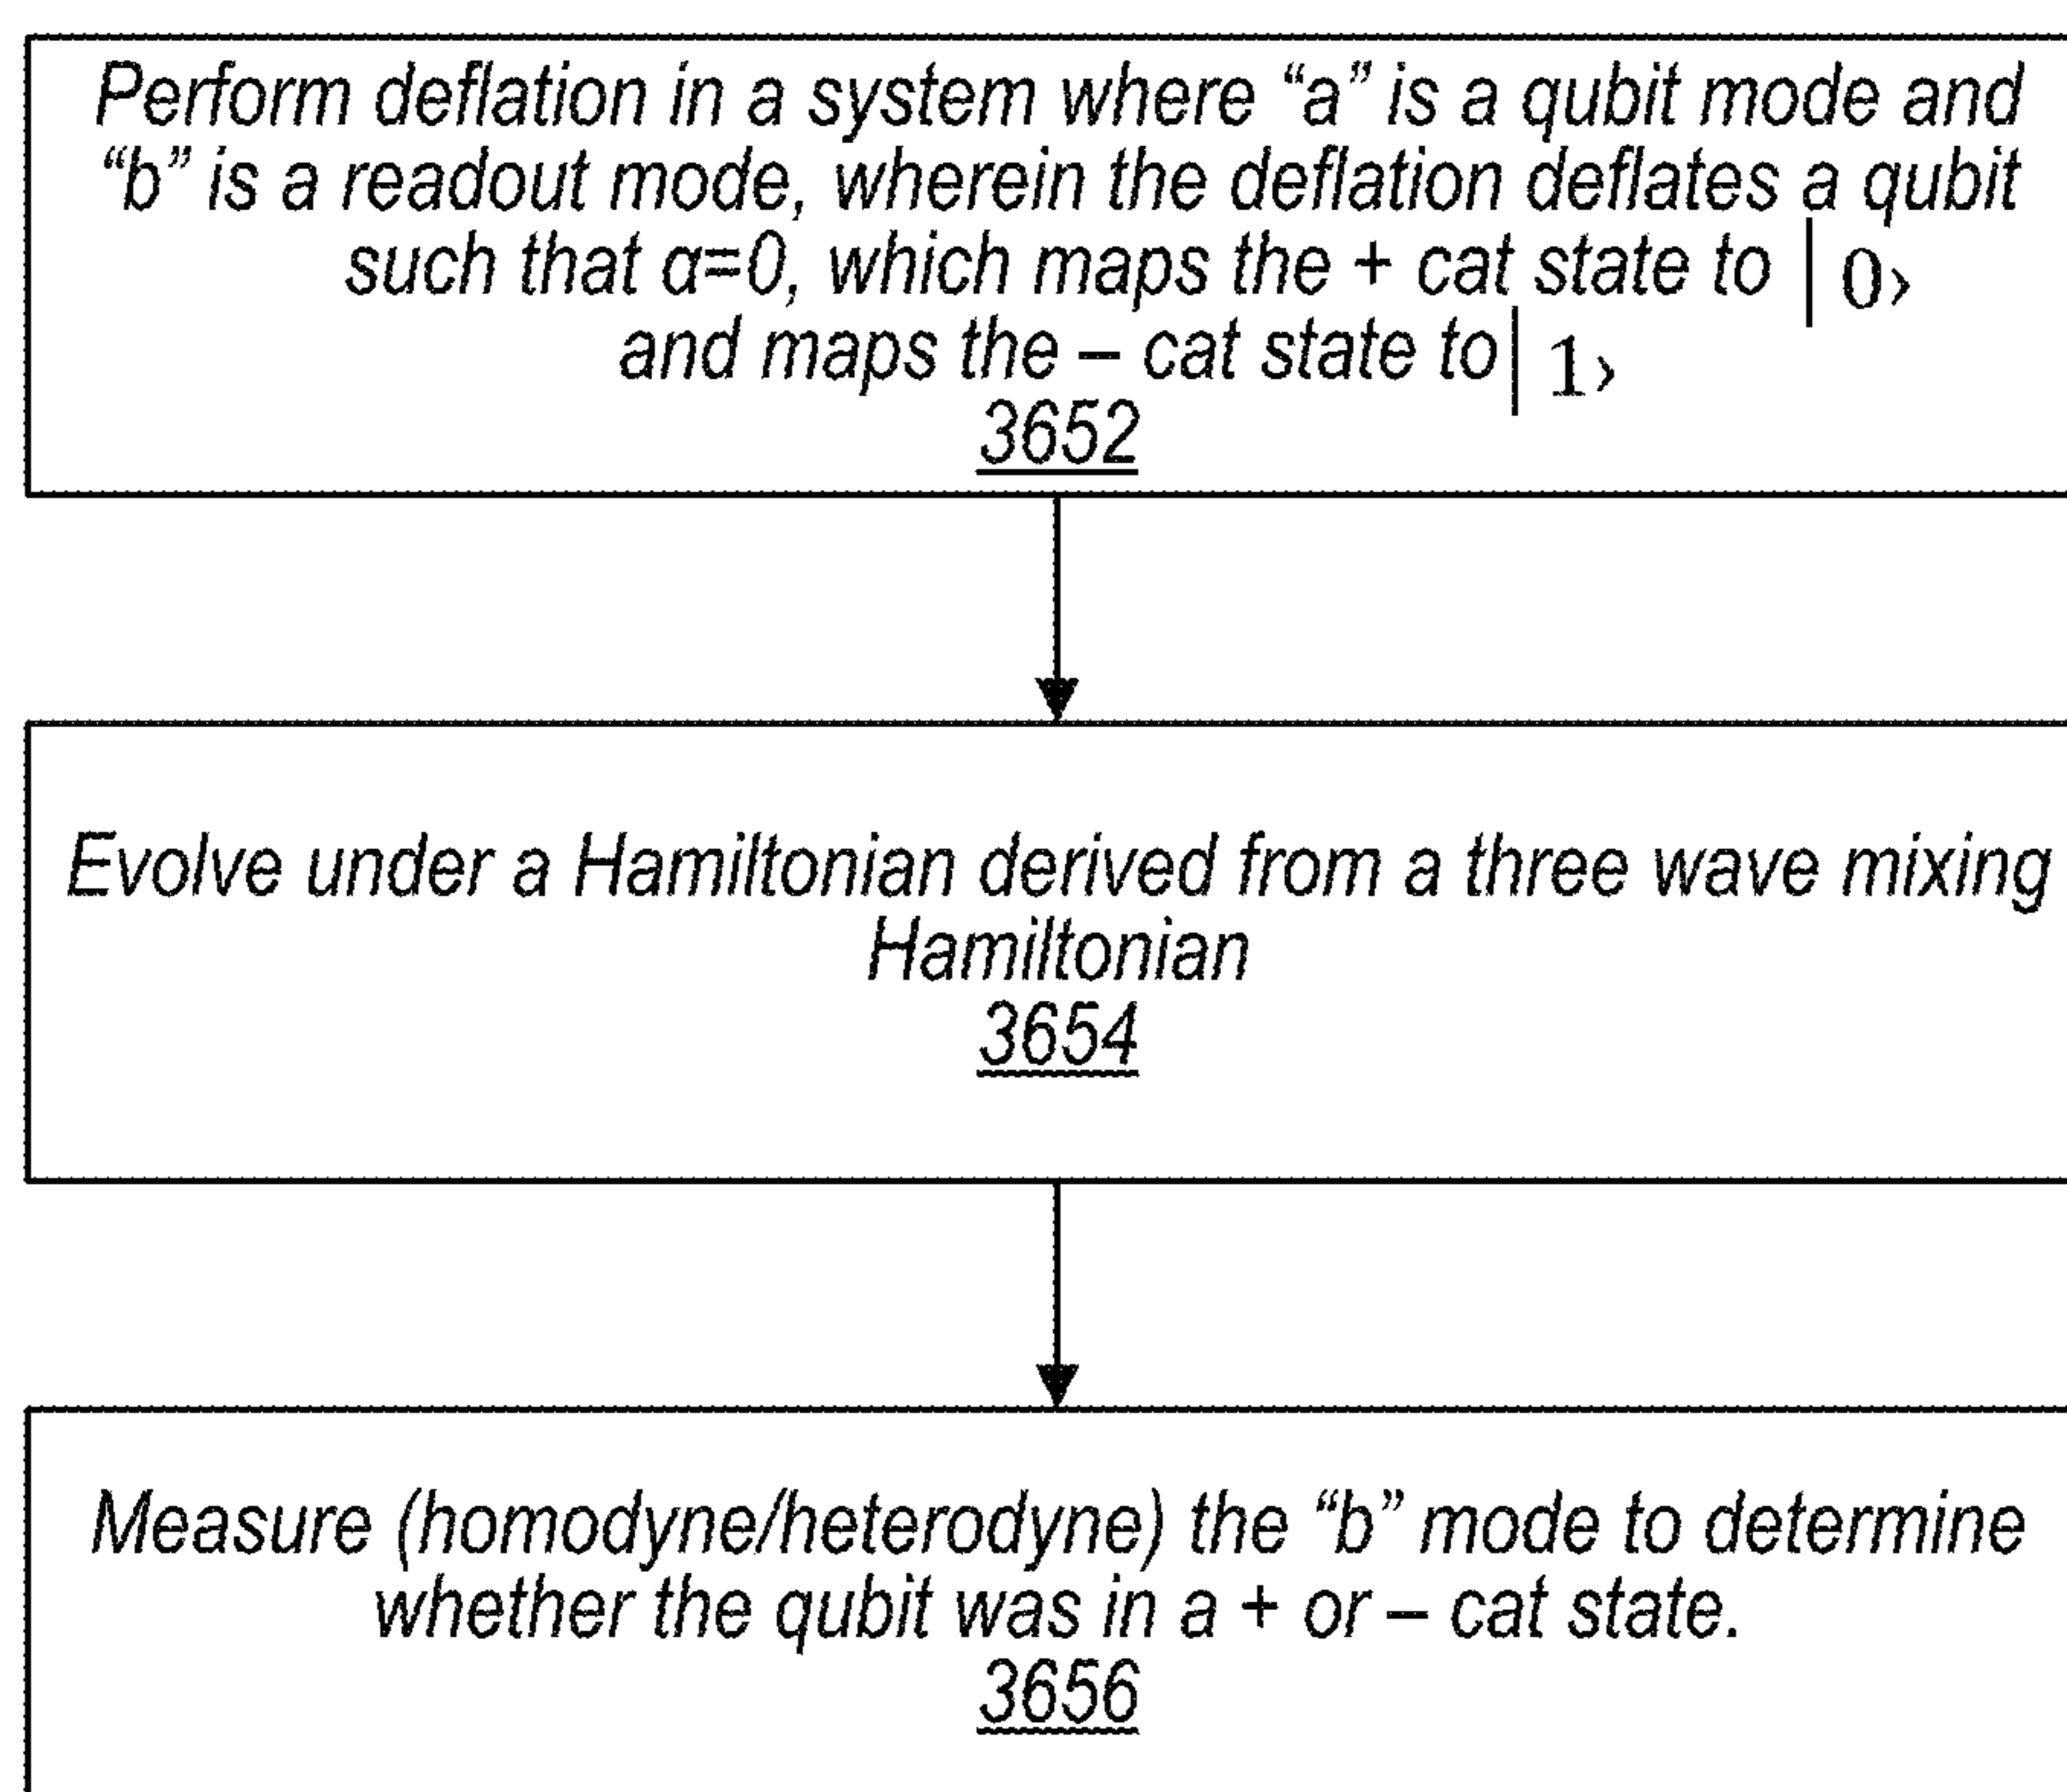 Perform deflation in a system where “a” is a qubit mode and
“b” is a readout mode, wherein the deflation deflates a qubit
such that α=0, which maps the + cat state to | 0›
and maps the – cat state to | 1›
3652
Evolve under a Hamiltonian derived from a three wave mixing
Hamiltonian
3654
Measure (homodyne/heterodyne) the “b” mode to determine
whether the qubit was in a + or – cat state.
3656